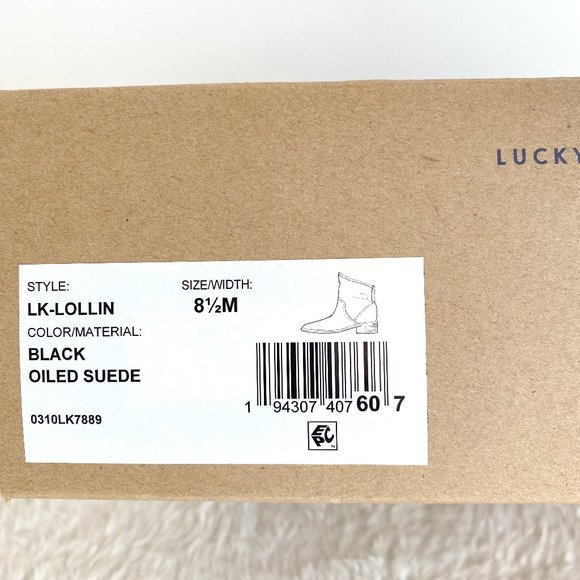 LUCKY
STYLE:
SIZE/WIDTH:
LK-LOLLIN
8½M
COLOR/MATERIAL:
BLACK
OILED SUEDE
0310LK7889
1 94307 407 60 7
EPC